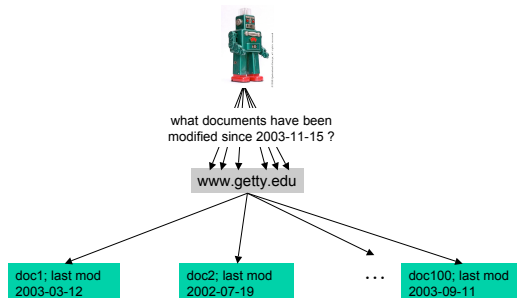 what documents have been
modified since 2003-11-15 ?
www.getty.edu
doc1; last mod
2003-03-12
doc2; last mod
2002-07-19
...
doc100; last mod
2003-09-11